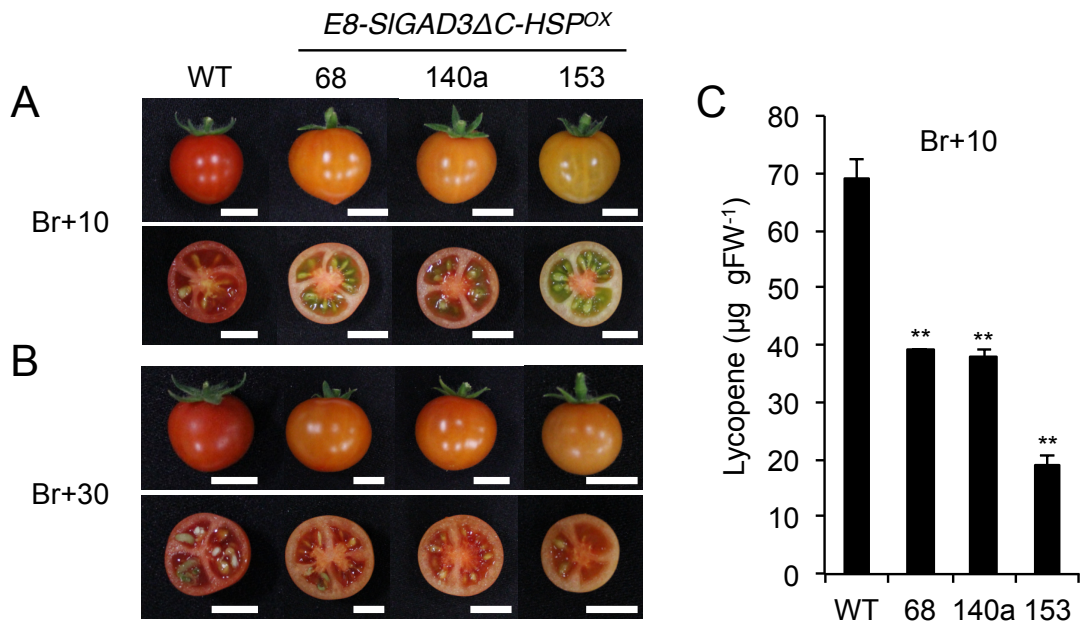 E8-SlGAD3ΔC-HSPᴼˣ
WT 68 140a 153
A
Br+10
B
Br+30
C
Br+10
Lycopene (µg gFW⁻¹)
80
70
60
50
40
30
20
10
0
** ** **
WT 68 140a 153